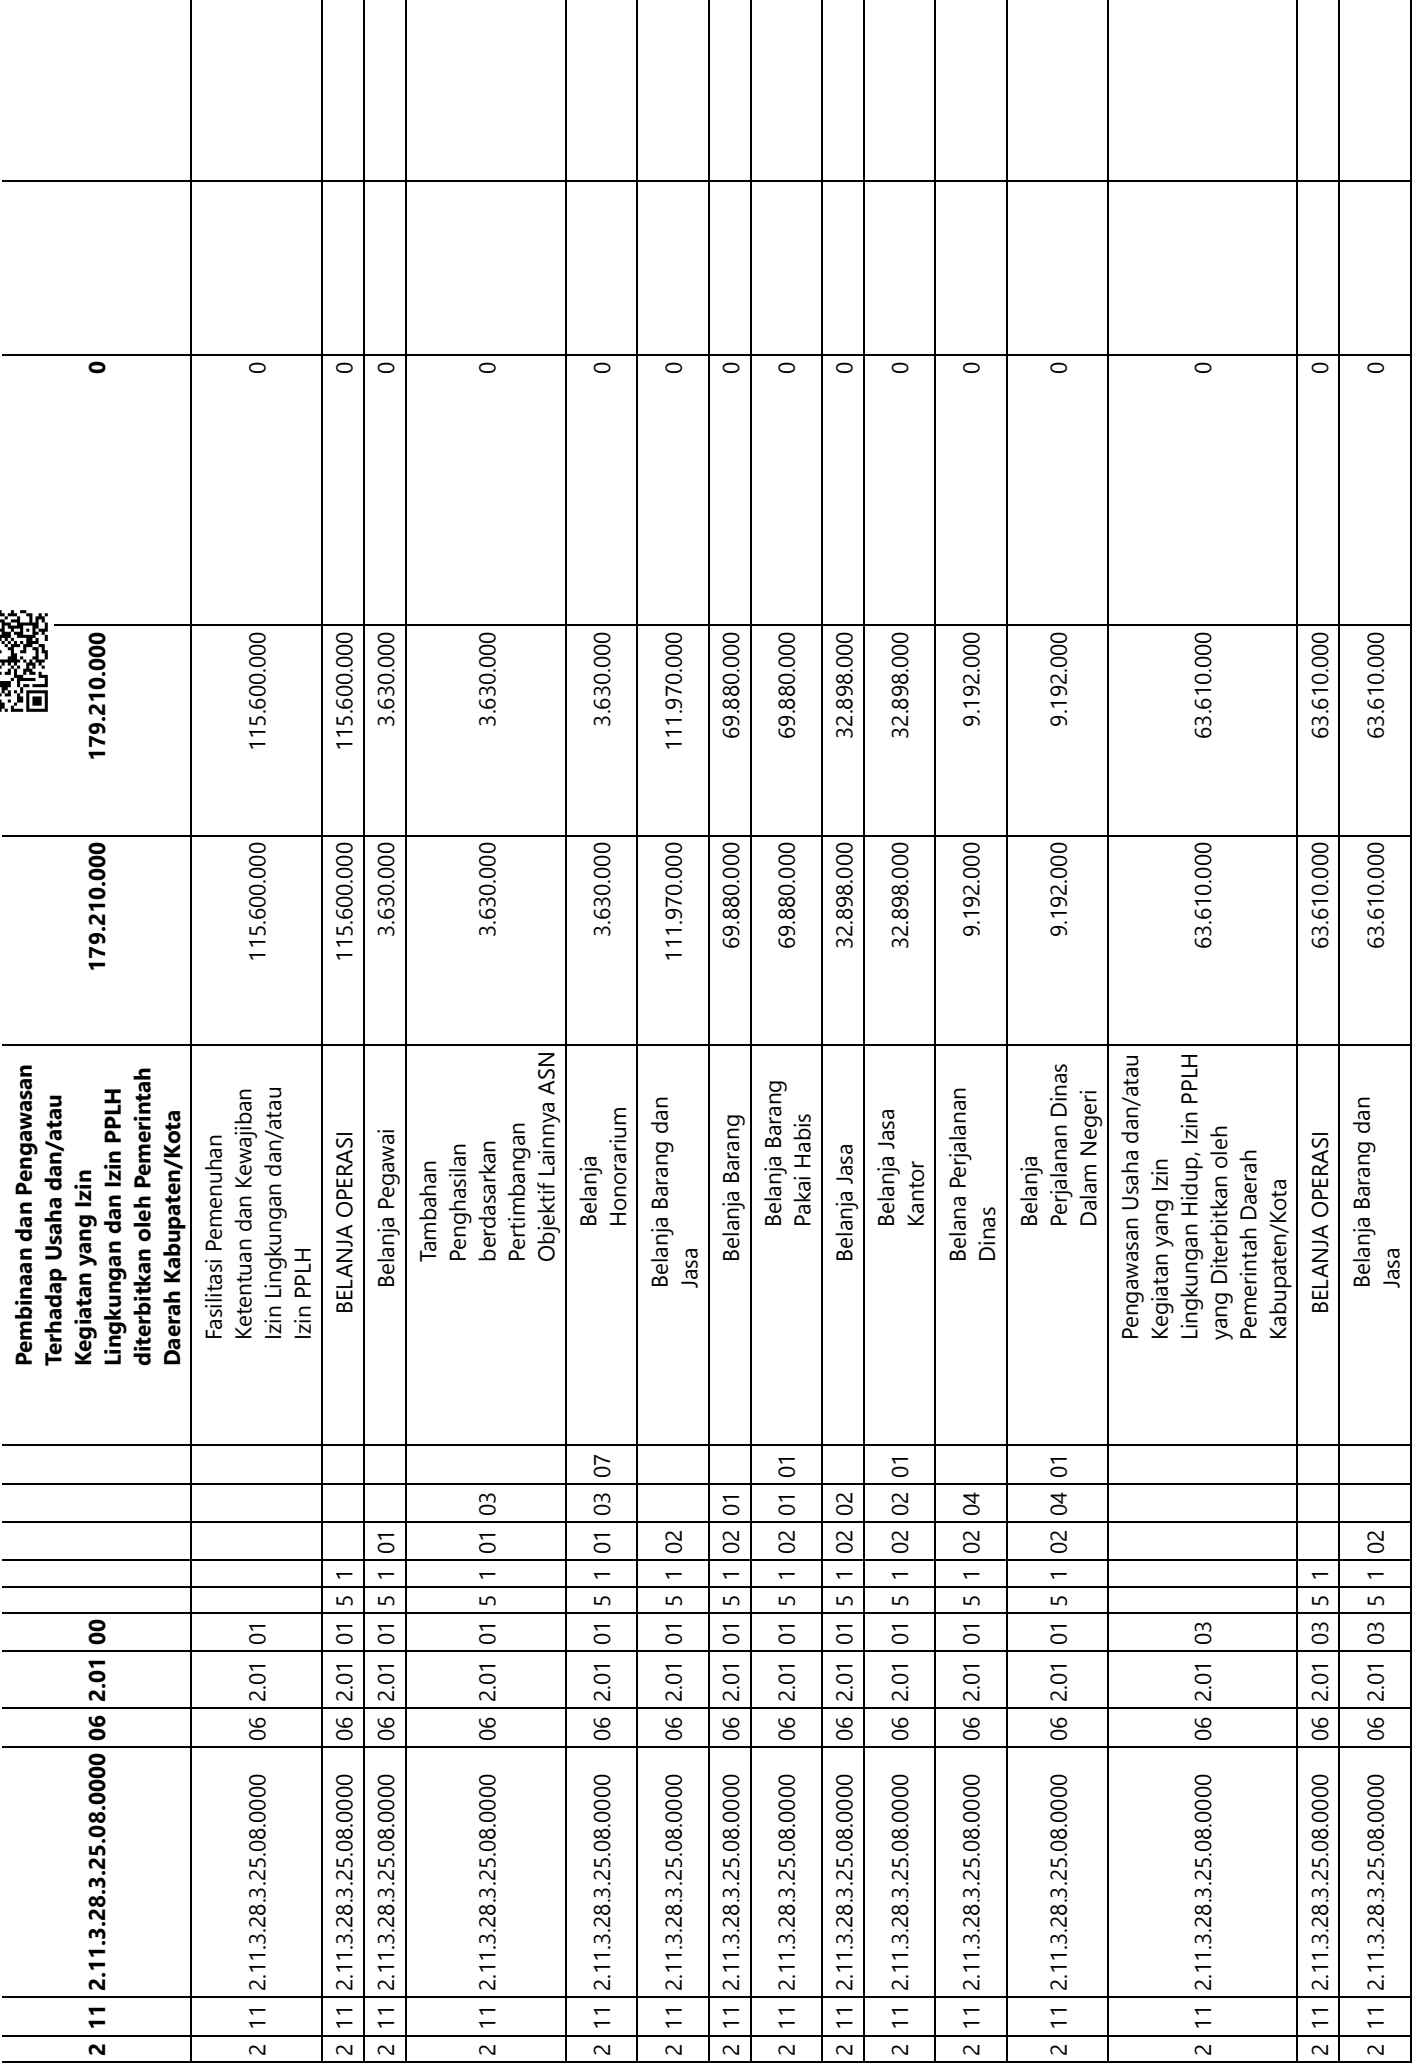 2 11 2.11.3.28.3.25.08.0000 06 2.01 00 Pembinaan dan Pengawasan 179.210.000 179.210.000 0
Terhadap Usaha dan/atau
Kegiatan yang Izin
Lingkungan dan Izin PPLH
diterbitkan oleh Pemerintah
Daerah Kabupaten/Kota
2 11 2.11.3.28.3.25.08.0000 06 2.01 01 Fasilitasi Pemenuhan 115.600.000 115.600.000 0
Ketentuan dan Kewajiban
Izin Lingkungan dan/atau
Izin PPLH
2 11 2.11.3.28.3.25.08.0000 06 2.01 01 5 1 BELANJA OPERASI 115.600.000 115.600.000 0
2 11 2.11.3.28.3.25.08.0000 06 2.01 01 5 1 01 Belanja Pegawai 3.630.000 3.630.000 0
2 11 2.11.3.28.3.25.08.0000 06 2.01 01 5 1 01 03 Tambahan 3.630.000 3.630.000 0
Penghasilan
berdasarkan
Pertimbangan
Objektif Lainnya ASN
2 11 2.11.3.28.3.25.08.0000 06 2.01 01 5 1 01 03 07 Belanja 3.630.000 3.630.000 0
Honorarium
2 11 2.11.3.28.3.25.08.0000 06 2.01 01 5 1 02 Belanja Barang dan 111.970.000 111.970.000 0
Jasa
2 11 2.11.3.28.3.25.08.0000 06 2.01 01 5 1 02 01 Belanja Barang 69.880.000 69.880.000 0
2 11 2.11.3.28.3.25.08.0000 06 2.01 01 5 1 02 01 01 Belanja Barang 69.880.000 69.880.000 0
Pakai Habis
2 11 2.11.3.28.3.25.08.0000 06 2.01 01 5 1 02 02 Belanja Jasa 32.898.000 32.898.000 0
2 11 2.11.3.28.3.25.08.0000 06 2.01 01 5 1 02 02 01 Belanja Jasa 32.898.000 32.898.000 0
Kantor
2 11 2.11.3.28.3.25.08.0000 06 2.01 01 5 1 02 04 Belana Perjalanan 9.192.000 9.192.000 0
Dinas
2 11 2.11.3.28.3.25.08.0000 06 2.01 01 5 1 02 04 01 Belanja 9.192.000 9.192.000 0
Perjalanan Dinas
Dalam Negeri
2 11 2.11.3.28.3.25.08.0000 06 2.01 03 Pengawasan Usaha dan/atau 63.610.000 63.610.000 0
Kegiatan yang Izin
Lingkungan Hidup, Izin PPLH
yang Diterbitkan oleh
Pemerintah Daerah
Kabupaten/Kota
2 11 2.11.3.28.3.25.08.0000 06 2.01 03 5 1 BELANJA OPERASI 63.610.000 63.610.000 0
2 11 2.11.3.28.3.25.08.0000 06 2.01 03 5 1 02 Belanja Barang dan 63.610.000 63.610.000 0
Jasa